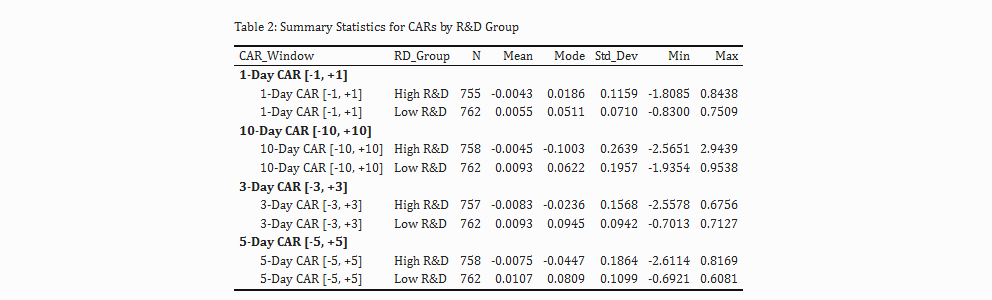 Table 2: Summary Statistics for CARs by R&D Group
CAR_Window RD_Group N Mean Mode Std_Dev Min Max
1-Day CAR [-1, +1]
1-Day CAR [-1, +1] High R&D 755 -0.0043 0.0186 0.1159 -1.8085 0.8438
1-Day CAR [-1, +1] Low R&D 762 0.0055 0.0511 0.0710 -0.8300 0.7509
10-Day CAR [-10, +10]
10-Day CAR [-10, +10] High R&D 758 -0.0045 -0.1003 0.2639 -2.5651 2.9439
10-Day CAR [-10, +10] Low R&D 762 0.0093 0.0622 0.1957 -1.9354 0.9538
3-Day CAR [-3, +3]
3-Day CAR [-3, +3] High R&D 757 -0.0083 -0.0236 0.1568 -2.5578 0.6756
3-Day CAR [-3, +3] Low R&D 762 0.0093 0.0945 0.0942 -0.7013 0.7127
5-Day CAR [-5, +5]
5-Day CAR [-5, +5] High R&D 758 -0.0075 -0.0447 0.1864 -2.6114 0.8169
5-Day CAR [-5, +5] Low R&D 762 0.0107 0.0809 0.1099 -0.6921 0.6081